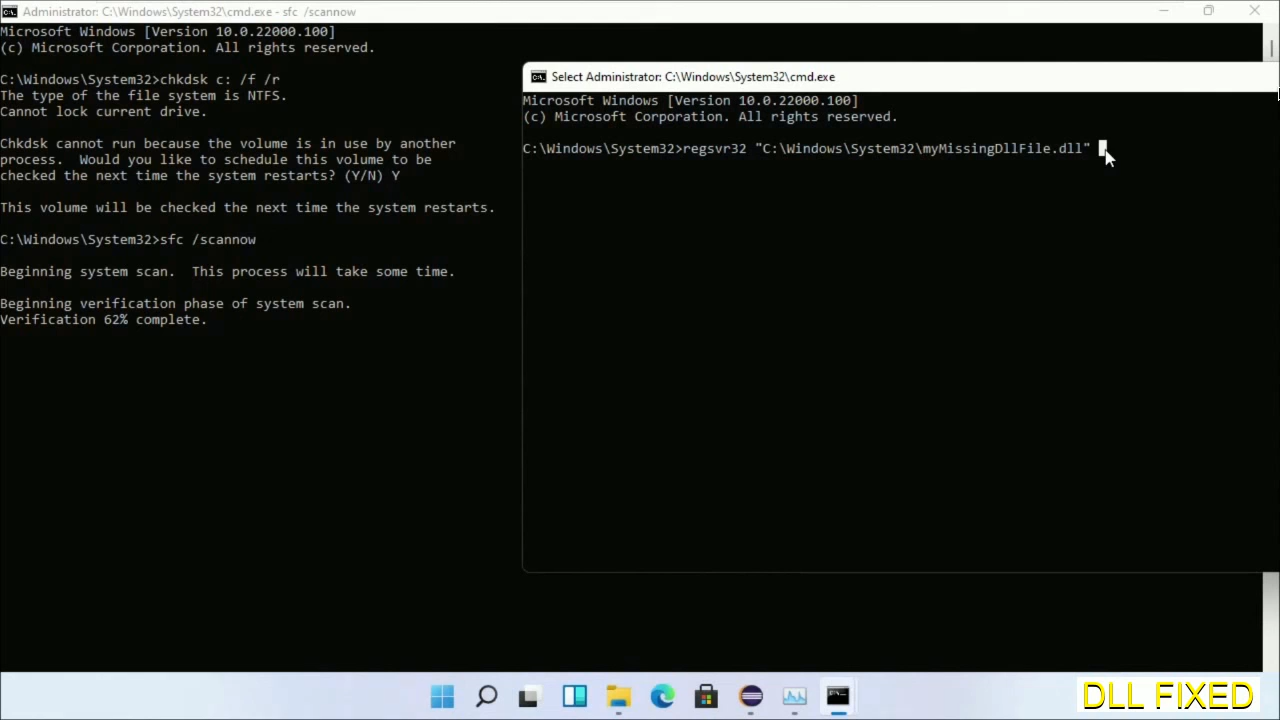 Administrator: C:\Windows\System32\cmd.exe - sfc /scannow
Microsoft Windows [Version 10.0.22000.100]
(c) Microsoft Corporation. All rights reserved.
C:\Windows\System32>chkdsk c: /f /r
The type of the file system is NTFS.
Cannot lock current drive.
Chkdsk cannot run because the volume is in use by another
process.  Would you like to schedule this volume to be
checked the next time the system restarts? (Y/N) Y
This volume will be checked the next time the system restarts.
C:\Windows\System32>sfc /scannow
Beginning system scan.  This process will take some time.
Beginning verification phase of system scan.
Verification 62% complete.
Select Administrator: C:\Windows\System32\cmd.exe
Microsoft Windows [Version 10.0.22000.100]
(c) Microsoft Corporation. All rights reserved.
C:\Windows\System32>regsvr32 "C:\Windows\System32\myMissingDllFile.dll"
DLL FIXED